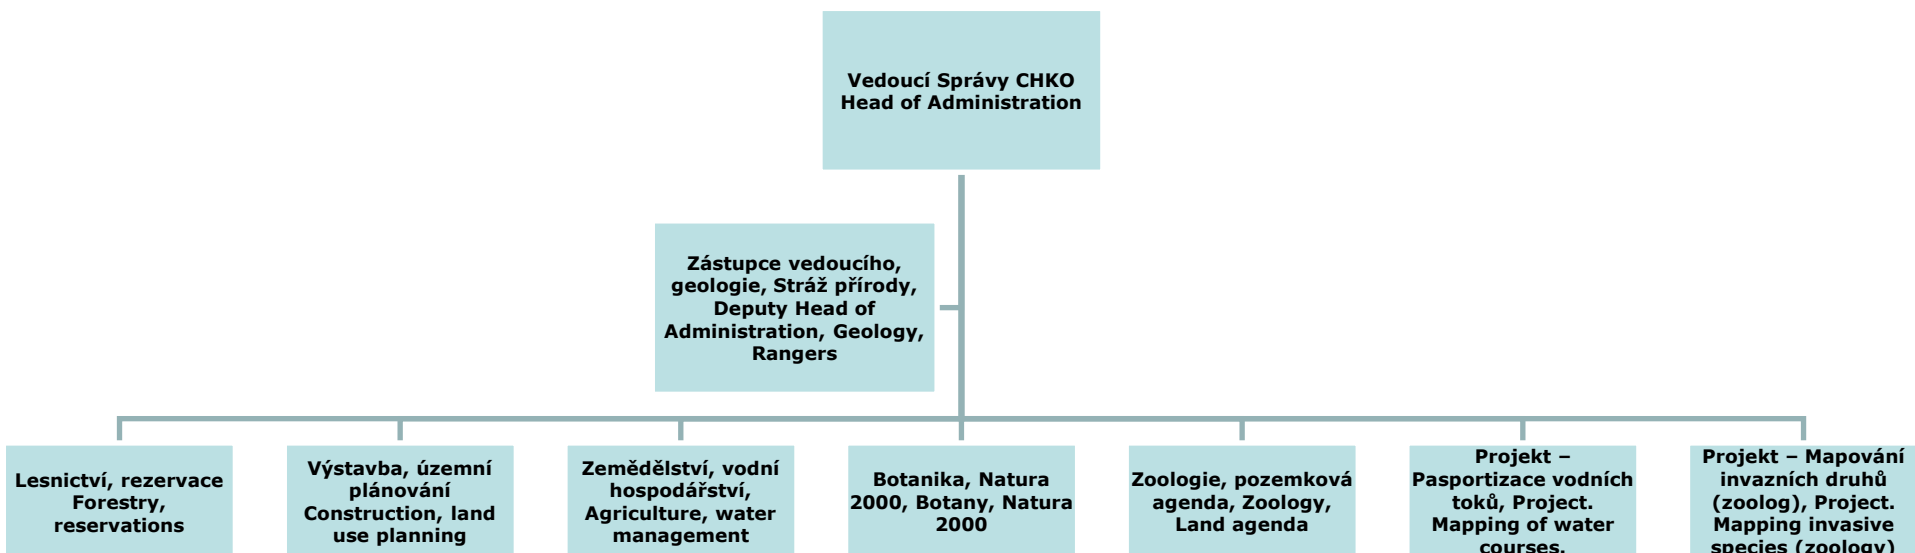 Vedoucí Správy CHKO
Head of Administration
Zástupce vedoucího,
geologie, Stráž přírody,
Deputy Head of
Administration, Geology,
Rangers
Lesnictví, rezervace
Forestry,
reservations
Výstavba, územní
plánování
Construction, land
use planning
Zemědělství, vodní
hospodářství,
Agriculture, water
management
Botanika, Natura
2000, Botany, Natura
2000
Zoologie, pozemková
agenda, Zoology,
Land agenda
Projekt –
Pasportizace vodních
toků, Project.
Mapping of water
courses.
Projekt – Mapování
invazních druhů
(zoolog), Project.
Mapping invasive
species (zoology)